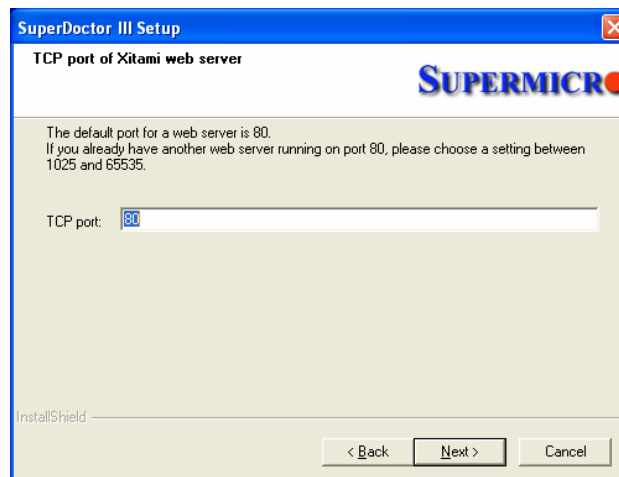 SuperDoctor III Setup
TCP port of Xitami web server
SUPERMICR
The default port for a web server is 80.
If you already have another web server running on port 80, please choose a setting between
1025 and 65535.
TCP port: 80
InstallShield
< Back Next > Cancel